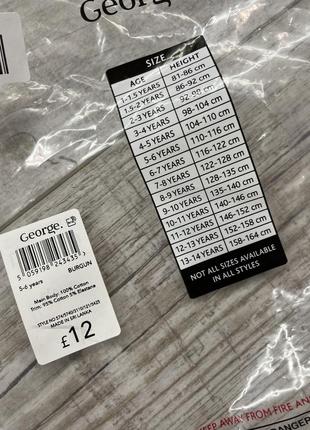 George.
SIZE
AGE HEIGHT
1-1.5 YEARS 81-86 cm
1.5-2 YEARS 86-92 cm
2-3 YEARS 92-98 cm
3-4 YEARS 98-104 cm
4-5 YEARS 104-110 cm
5-6 YEARS 110-116 cm
6-7 YEARS 116-122 cm
7-8 YEARS 122-128 cm
8-9 YEARS 128-135 cm
9-10 YEARS 135-140 cm
10-11 YEARS 140-146 cm
11-12 YEARS 146-152 cm
12-13 YEARS 152-158 cm
13-14 YEARS 158-164 cm
NOT ALL SIZES AVAILABLE
IN ALL STYLES
George.
5 059198 243435
5-6 years BURGUN
Main Body: 100% Cotton
Trim: 95% Cotton 5% Elastane
MADE IN SRI LANKA
£12
KEEP AWAY FROM FIRE AN
DANGER